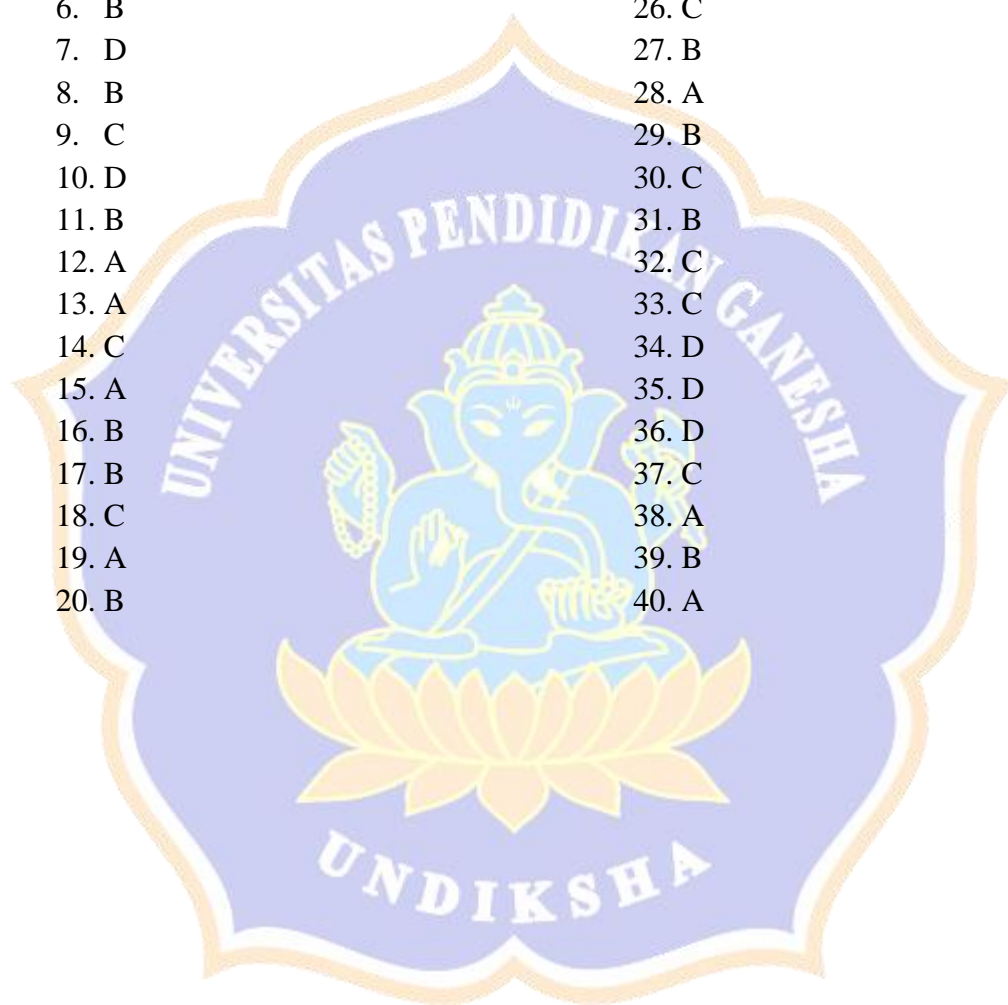 6. B
7. D
8. B
9. C
10. D
11. B
12. A
13. A
14. C
15. A
16. B
17. B
18. C
19. A
20. B
26. C
27. B
28. A
29. B
30. C
31. B
32. C
33. C
34. D
35. D
36. D
37. C
38. A
39. B
40. A
UNIVERSITAS PENDIDIKAN GANESHA
UNDIKSHA